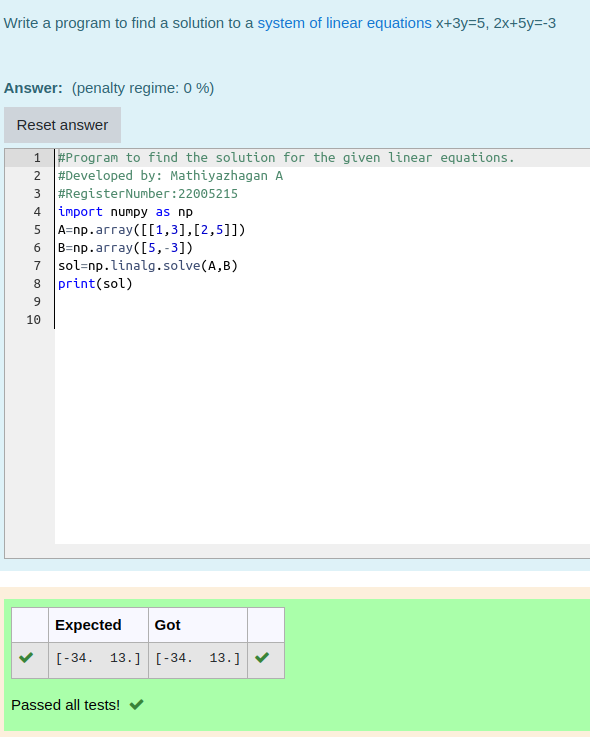 Write a program to find a solution to a system of linear equations x+3y=5, 2x+5y=-3
Answer: (penalty regime: 0 %)
Reset answer
1 #Program to find the solution for the given linear equations.
2 #Developed by: Mathiyazhagan A
3 #RegisterNumber:22005215
4 import numpy as np
5 A=np.array([[1,3],[2,5]])
6 B=np.array([5,-3])
7 sol=np.linalg.solve(A,B)
8 print(sol)
9
10
Expected Got
[-34.  13.] [-34.  13.]
Passed all tests!